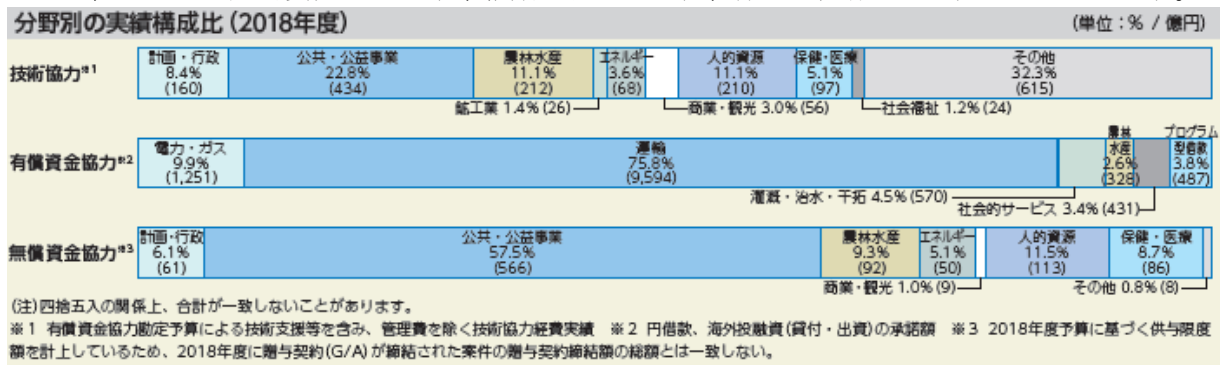 分野別の実績構成比（2018年度）
（単位：% / 億円）
技術協力※1
計画・行政
8.4%
(160)
公共・公益事業
22.8%
(434)
農林水産
11.1%
(212)
エネルギー
3.6%
(68)
人的資源
11.1%
(210)
保健・医療
5.1%
(97)
その他
32.3%
(615)
鉱工業 1.4% (26)
商業・観光 3.0% (56)
社会福祉 1.2% (24)
有償資金協力※2
電力・ガス
9.9%
(1,251)
運輸
75.8%
(9,594)
農林
水産
2.6%
(328)
プログラム
型借款
3.8%
(487)
灌漑・治水・干拓 4.5% (570)
社会的サービス 3.4% (431)
無償資金協力※3
計画・行政
6.1%
(61)
公共・公益事業
57.5%
(566)
農林水産
9.3%
(92)
エネルギー
5.1%
(50)
人的資源
11.5%
(113)
保健・医療
8.7%
(86)
商業・観光 1.0% (9)
その他 0.8% (8)
(注)四捨五入の関係上、合計が一致しないことがあります。
※1 有償資金協力勘定予算による技術支援等を含み、管理費を除く技術協力経費実績 ※2 円借款、海外投融資(貸付・出資)の承諾額 ※3 2018年度予算に基づく供与限度
額を計上しているため、2018年度に贈与契約(G/A)が締結された案件の贈与契約締結額の総額とは一致しない。